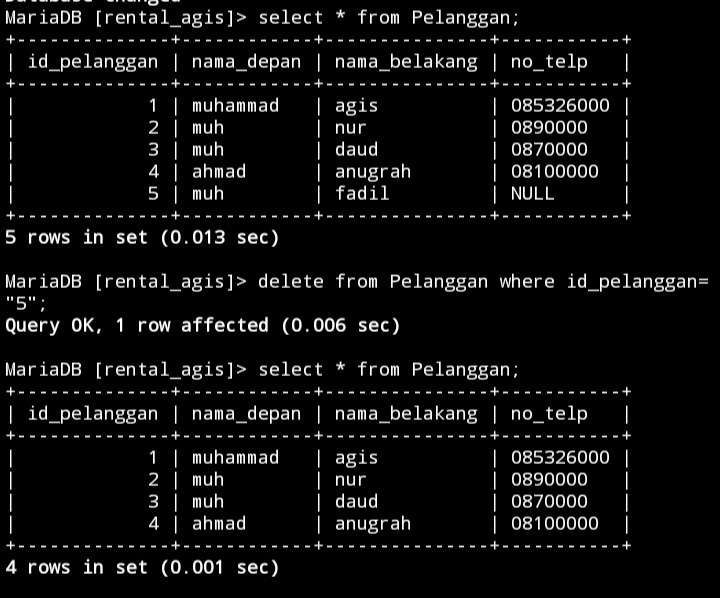 Database changed
MariaDB [rental_agis]> select * from Pelanggan;
+--------------+------------+---------------+-----------+
| id_pelanggan | nama_depan | nama_belakang | no_telp   |
+--------------+------------+---------------+-----------+
|            1 | muhammad   | agis          | 085326000 |
|            2 | muh        | nur           | 0890000   |
|            3 | muh        | daud          | 0870000   |
|            4 | ahmad      | anugrah       | 08100000  |
|            5 | muh        | fadil         | NULL      |
+--------------+------------+---------------+-----------+
5 rows in set (0.013 sec)
MariaDB [rental_agis]> delete from Pelanggan where id_pelanggan=
"5";
Query OK, 1 row affected (0.006 sec)
MariaDB [rental_agis]> select * from Pelanggan;
+--------------+------------+---------------+-----------+
| id_pelanggan | nama_depan | nama_belakang | no_telp   |
+--------------+------------+---------------+-----------+
|            1 | muhammad   | agis          | 085326000 |
|            2 | muh        | nur           | 0890000   |
|            3 | muh        | daud          | 0870000   |
|            4 | ahmad      | anugrah       | 08100000  |
+--------------+------------+---------------+-----------+
4 rows in set (0.001 sec)